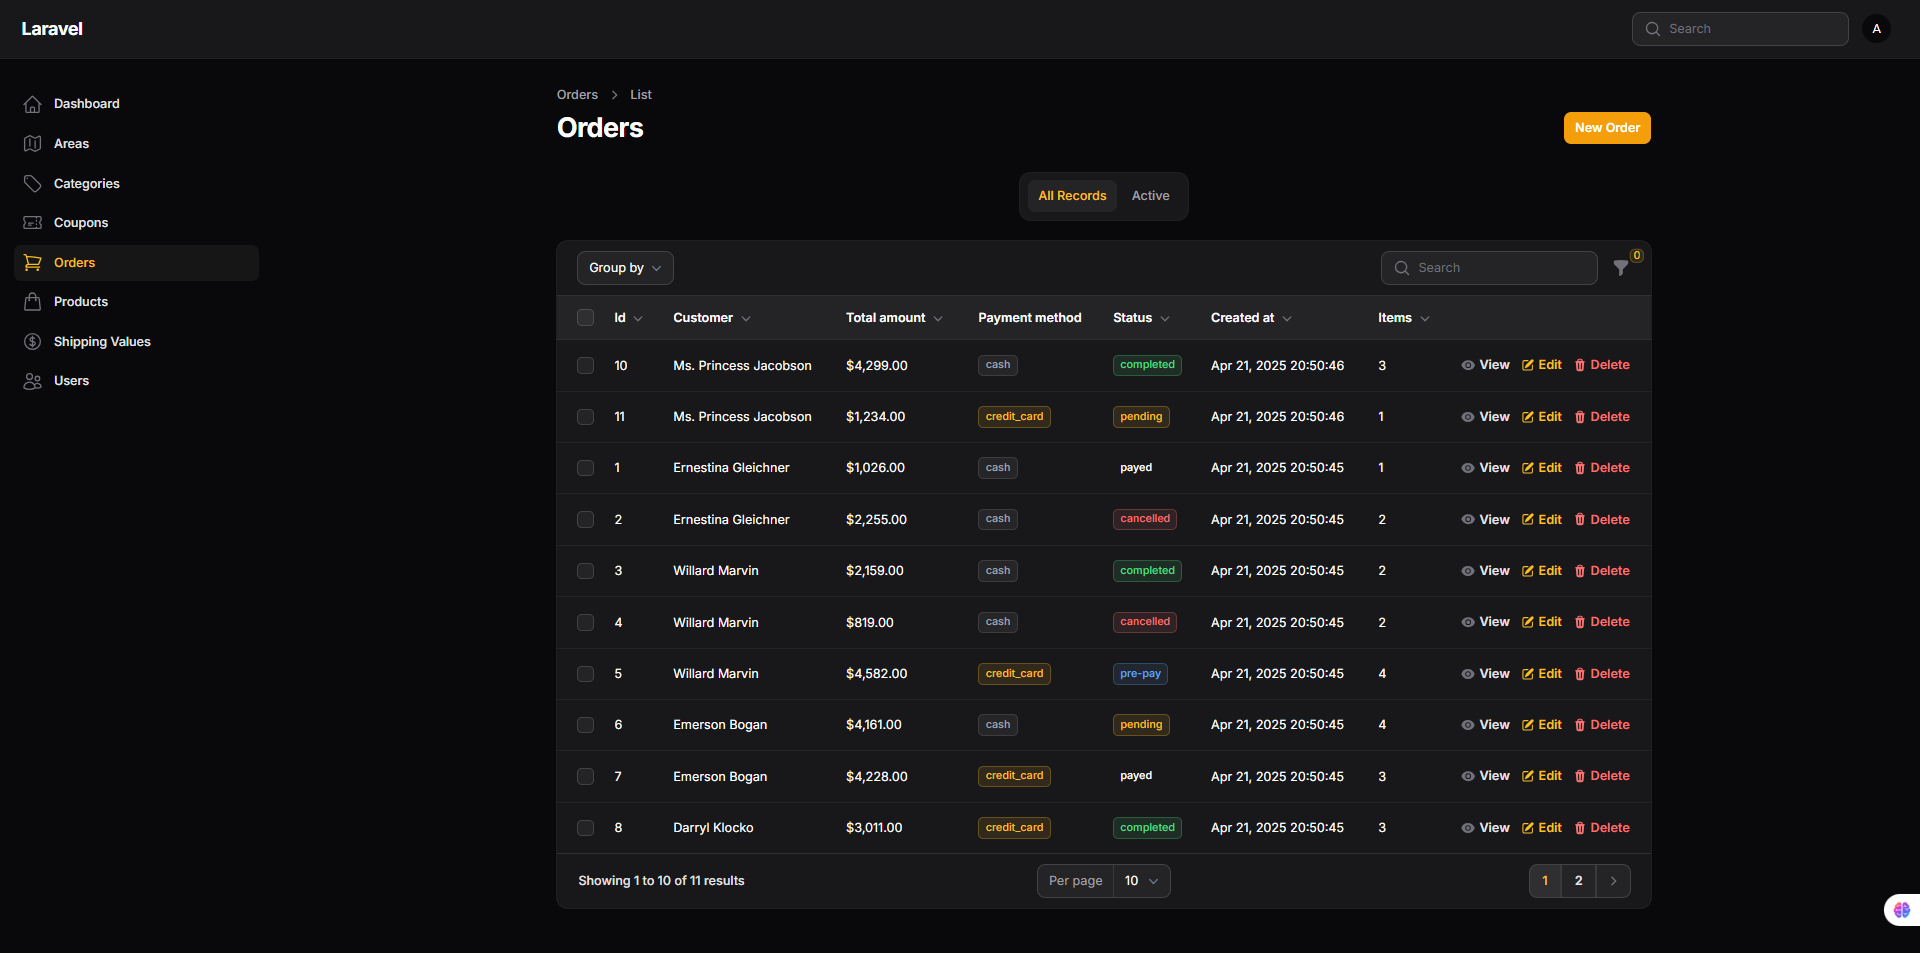 Laravel
Search
A
Dashboard
Areas
Categories
Coupons
Orders
Products
Shipping Values
Users
Orders > List
Orders
New Order
All Records Active
Group by
Search
0
Id Customer Total amount Payment method Status Created at Items
10 Ms. Princess Jacobson $4,299.00 cash completed Apr 21, 2025 20:50:46 3 View Edit Delete
11 Ms. Princess Jacobson $1,234.00 credit_card pending Apr 21, 2025 20:50:46 1 View Edit Delete
1 Ernestina Gleichner $1,026.00 cash payed Apr 21, 2025 20:50:45 1 View Edit Delete
2 Ernestina Gleichner $2,255.00 cash cancelled Apr 21, 2025 20:50:45 2 View Edit Delete
3 Willard Marvin $2,159.00 cash completed Apr 21, 2025 20:50:45 2 View Edit Delete
4 Willard Marvin $819.00 cash cancelled Apr 21, 2025 20:50:45 2 View Edit Delete
5 Willard Marvin $4,582.00 credit_card pre-pay Apr 21, 2025 20:50:45 4 View Edit Delete
6 Emerson Bogan $4,161.00 cash pending Apr 21, 2025 20:50:45 4 View Edit Delete
7 Emerson Bogan $4,228.00 credit_card payed Apr 21, 2025 20:50:45 3 View Edit Delete
8 Darryl Klocko $3,011.00 credit_card completed Apr 21, 2025 20:50:45 3 View Edit Delete
Showing 1 to 10 of 11 results
Per page 10
1 2